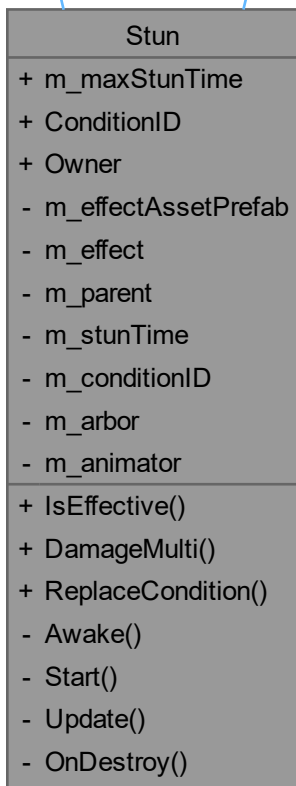 Stun
+ m_maxStunTime
+ ConditionID
+ Owner
- m_effectAssetPrefab
- m_effect
- m_parent
- m_stunTime
- m_conditionID
- m_arbor
- m_animator
+ IsEffective()
+ DamageMulti()
+ ReplaceCondition()
- Awake()
- Start()
- Update()
- OnDestroy()